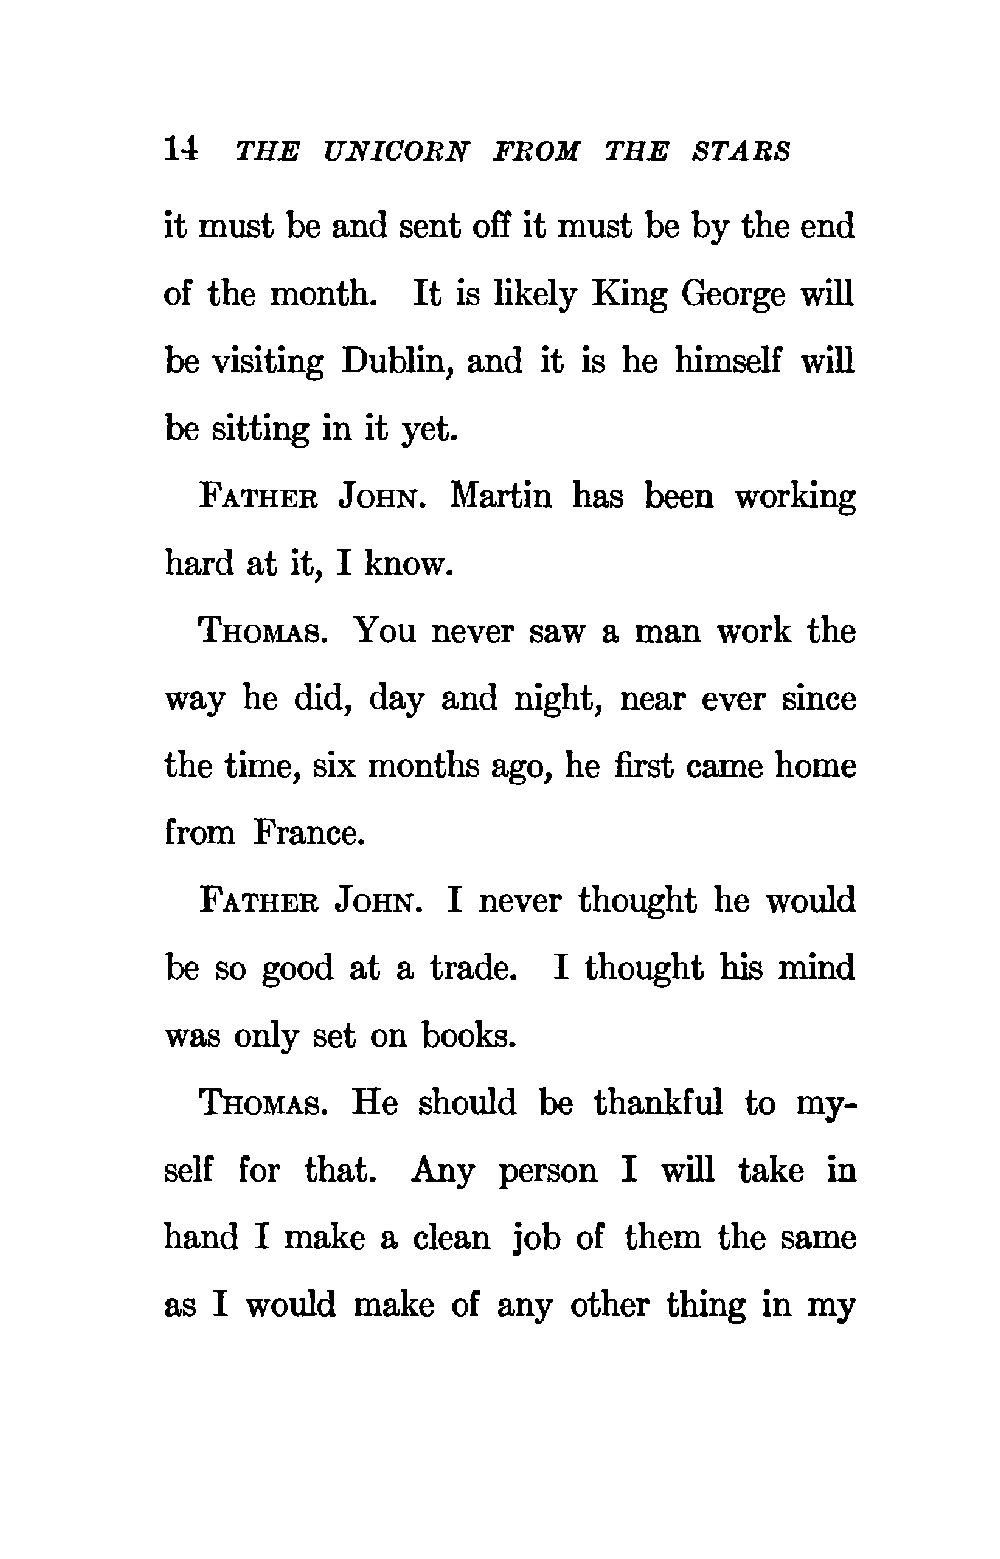 14 THE UNICORN FROM THE STARS
it must be and sent off it must be by the end
of the month. It is likely King George will
be visiting Dublin, and it is he himself will
be sitting in it yet.
FATHER JOHN. Martin has been working
hard at it, I know.
THOMAS. You never saw a man work the
way he did, day and night, near ever since
the time, six months ago, he first came home
from France.
FATHER JOHN. I never thought he would
be so good at a trade. I thought his mind
was only set on books.
THOMAS. He should be thankful to my-
self for that. Any person I will take in
hand I make a clean job of them the same
as I would make of any other thing in my